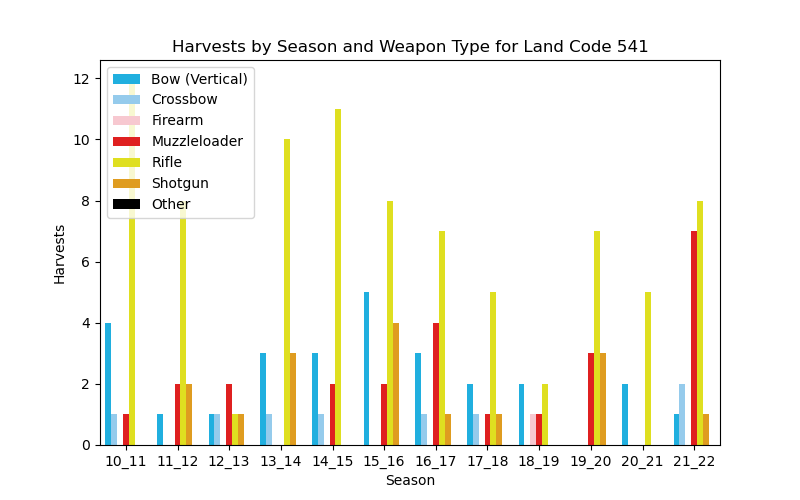 Harvests by Season and Weapon Type for Land Code 541
12
10
8
6
4
2
0
Harvests
Bow (Vertical)
Crossbow
Firearm
Muzzleloader
Rifle
Shotgun
Other
10_11 11_12 12_13 13_14 14_15 15_16 16_17 17_18 18_19 19_20 20_21 21_22
Season